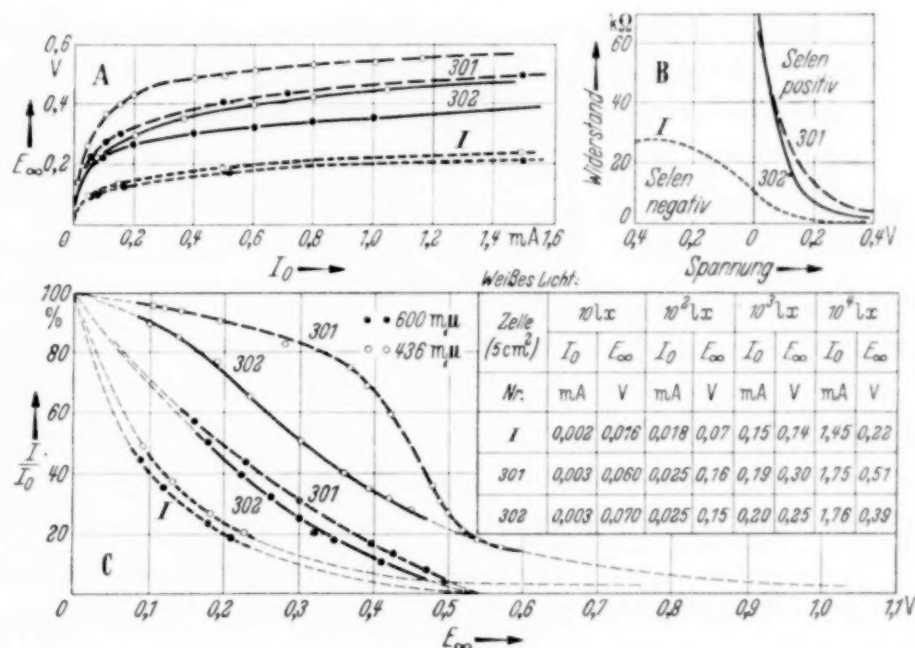 A
0,6
V
0,4
E∞
0,2
0
0,2
0,4
0,6
0,8
1,0
1,2
1,4
mA
1,6
I₀
301
302
I
B
kΩ
60
40
20
0
Widerstand
Selen
positiv
Selen
negativ
I
301
302
0,4
0,2
0
0,2
0,4V
Spannung
C
100
%
80
60
40
20
0
I/I₀
0
0,1
0,2
0,3
0,4
0,5
0,6
0,7
0,8
0,9
1,0
1,1V
E∞
301
302
301
302
I
600 mµ
436 mµ
Weißes Licht:
Zelle (5cm²) 10 lx 10² lx 10³ lx 10⁴ lx
I₀ E∞ I₀ E∞ I₀ E∞ I₀ E∞
Nr. mA V mA V mA V mA V
I 0,002 0,016 0,018 0,07 0,15 0,14 1,45 0,22
301 0,003 0,060 0,025 0,16 0,19 0,30 1,75 0,51
302 0,003 0,070 0,025 0,15 0,20 0,25 1,76 0,39